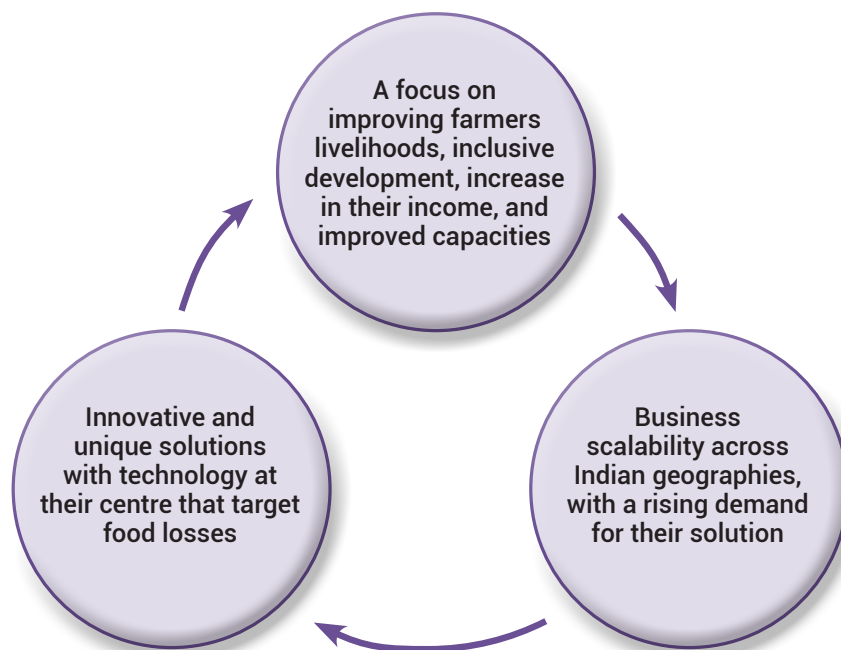 A focus on
improving farmers
livelihoods, inclusive
development, increase
in their income, and
improved capacities
Business
scalability across
Indian geographies,
with a rising demand
for their solution
Innovative and
unique solutions
with technology at
their centre that target
food losses